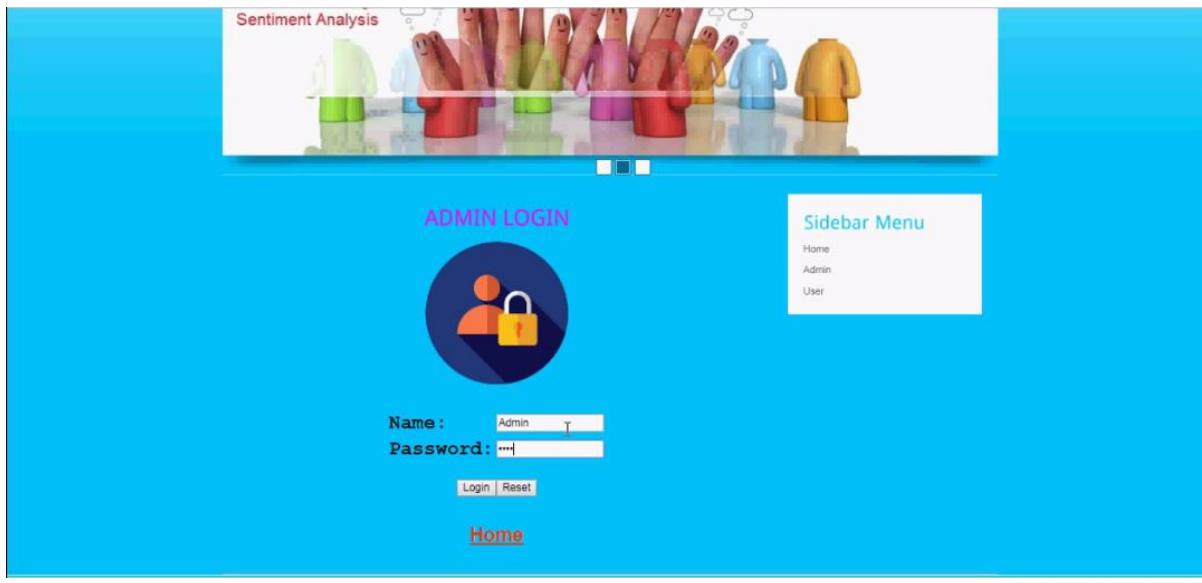 Sentiment Analysis
ADMIN LOGIN
Sidebar Menu
Home
Admin
User
Name: Admin
Password: ••••
Login Reset
Home